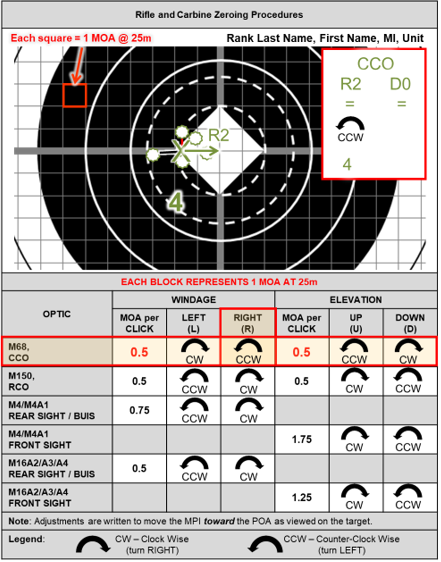 Rifle and Carbine Zeroing Procedures
Each square = 1 MOA @ 25m
Rank Last Name, First Name, MI, Unit
CCO
R2 D0
= =
CCW
4
R2
X
4
EACH BLOCK REPRESENTS 1 MOA AT 25m
OPTIC WINDAGE ELEVATION
MOA per CLICK LEFT (L) RIGHT (R) MOA per CLICK UP (U) DOWN (D)
M68, CCO 0.5 CW CCW 0.5 CCW CW
M150, RCO 0.5 CCW CW 0.5 CW CCW
M4/M4A1 REAR SIGHT / BUIS 0.75 CCW CW
M4/M4A1 FRONT SIGHT 1.75 CW CCW
M16A2/A3/A4 REAR SIGHT / BUIS 0.5 CCW CW
M16A2/A3/A4 FRONT SIGHT 1.25 CW CCW
Note: Adjustments are written to move the MPI toward the POA as viewed on the target.
Legend: CW – Clock Wise (turn RIGHT) CCW – Counter-Clock Wise (turn LEFT)